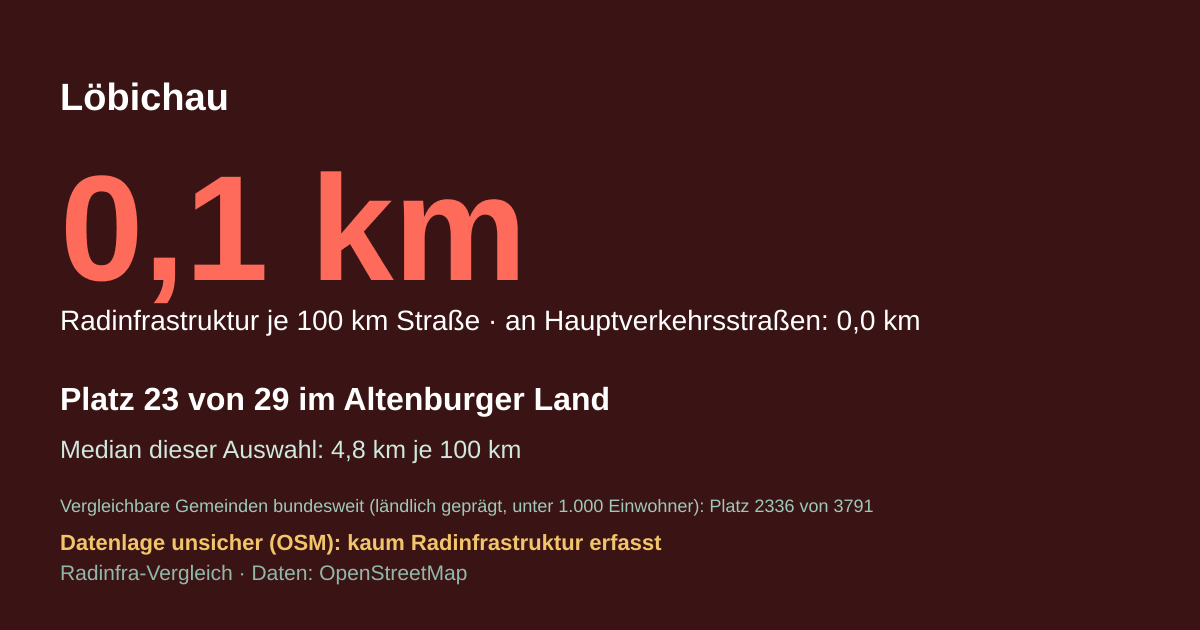 Löbichau
0,1 km
Radinfrastruktur je 100 km Straße · an Hauptverkehrsstraßen: 0,0 km
Platz 23 von 29 im Altenburger Land
Median dieser Auswahl: 4,8 km je 100 km
Vergleichbare Gemeinden bundesweit (ländlich geprägt, unter 1.000 Einwohner): Platz 2336 von 3791
Datenlage unsicher (OSM): kaum Radinfrastruktur erfasst
Radinfra-Vergleich · Daten: OpenStreetMap